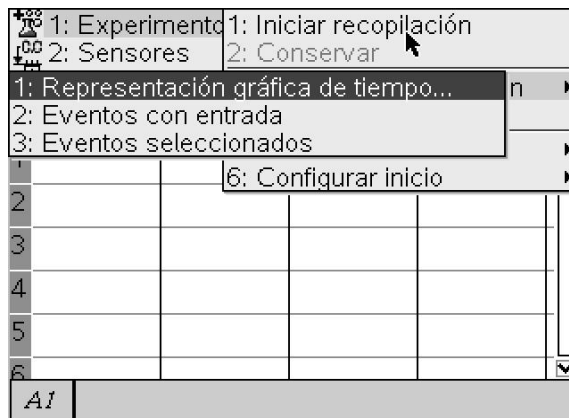 1: Experimento
1: Iniciar recopilación
2: Sensores
2: Conservar
1: Representación gráfica de tiempo...
n
2: Eventos con entrada
3: Eventos seleccionados
6: Configurar inicio
2
3
4
5
6
A1